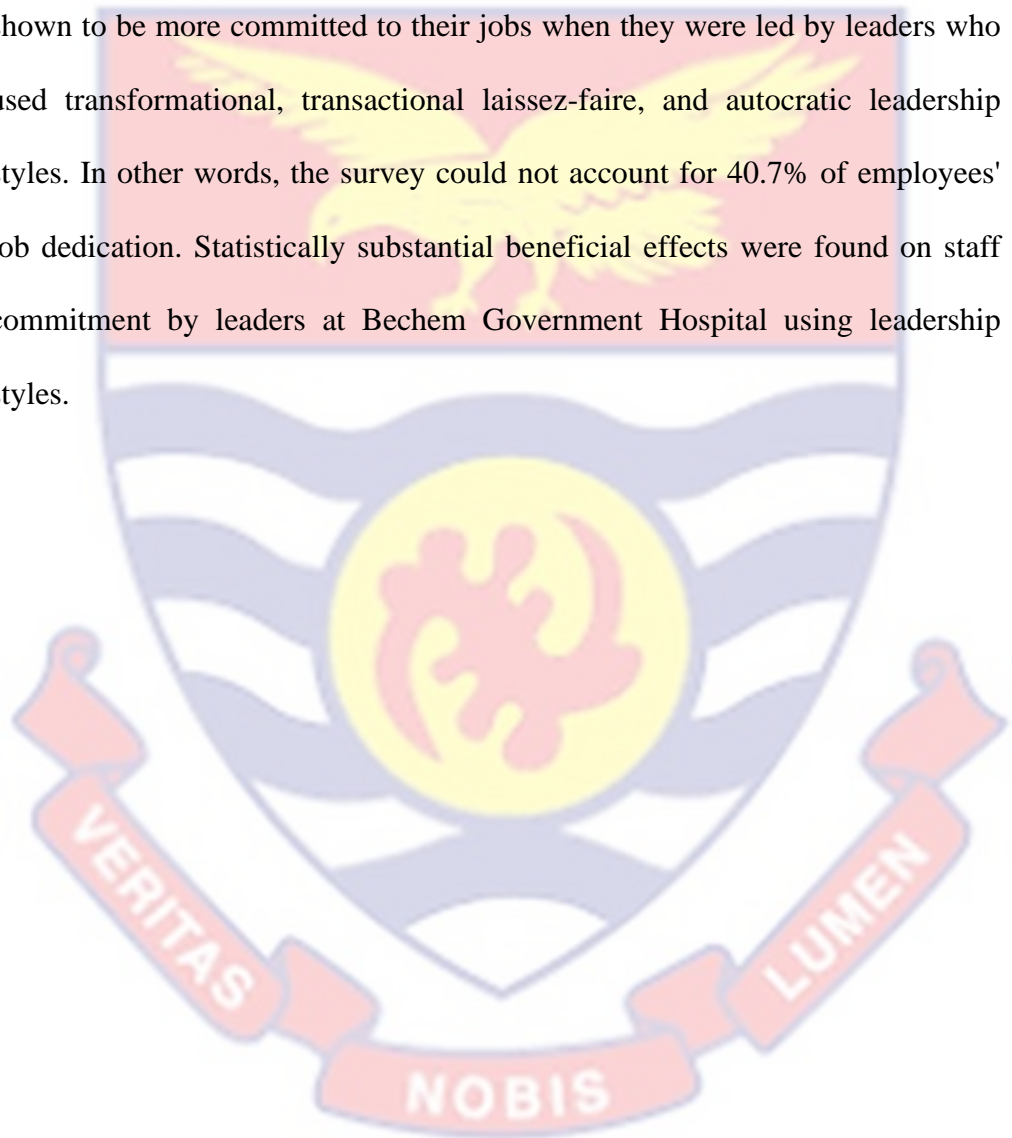 shown to be more committed to their jobs when they were led by leaders who
used transformational, transactional laissez-faire, and autocratic leadership
styles. In other words, the survey could not account for 40.7% of employees'
job dedication. Statistically substantial beneficial effects were found on staff
commitment by leaders at Bechem Government Hospital using leadership
styles.
VERITAS
NOBIS
LUMEN